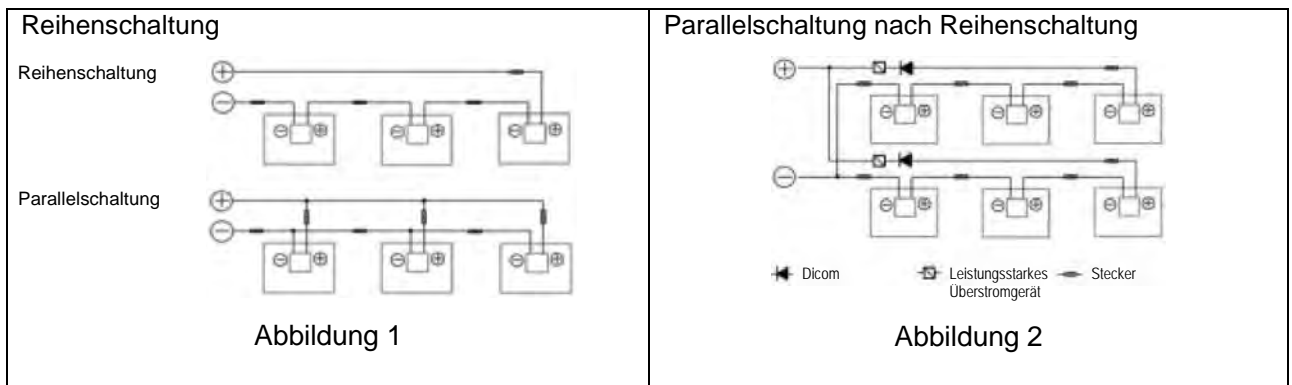 Reihenschaltung
Reihenschaltung
Parallelschaltung
Abbildung 1
Parallelschaltung nach Reihenschaltung
Dicom
Leistungsstarkes
Überstromgerät
Stecker
Abbildung 2